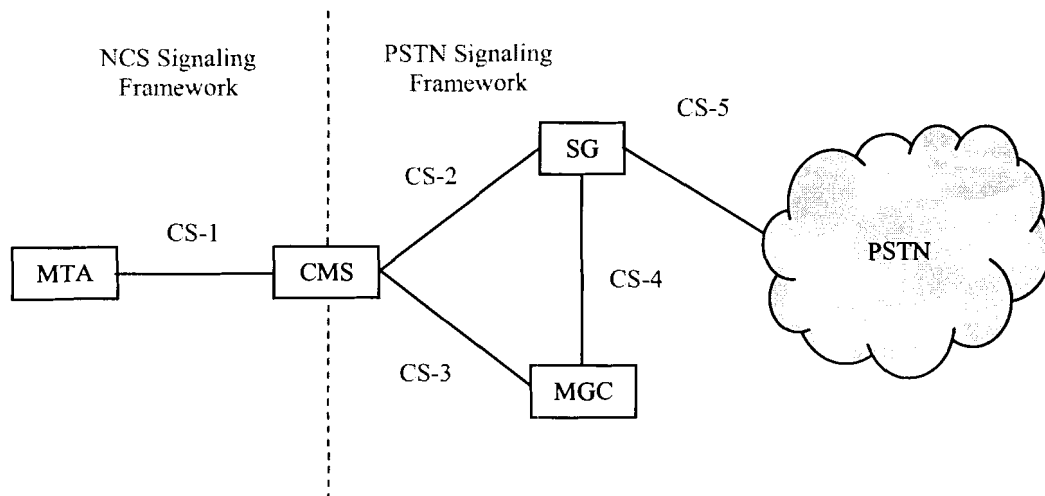 NCS Signaling
Framework
PSTN Signaling
Framework
CS-5
SG
CS-2
CS-1
MTA
CMS
PSTN
CS-4
CS-3
MGC